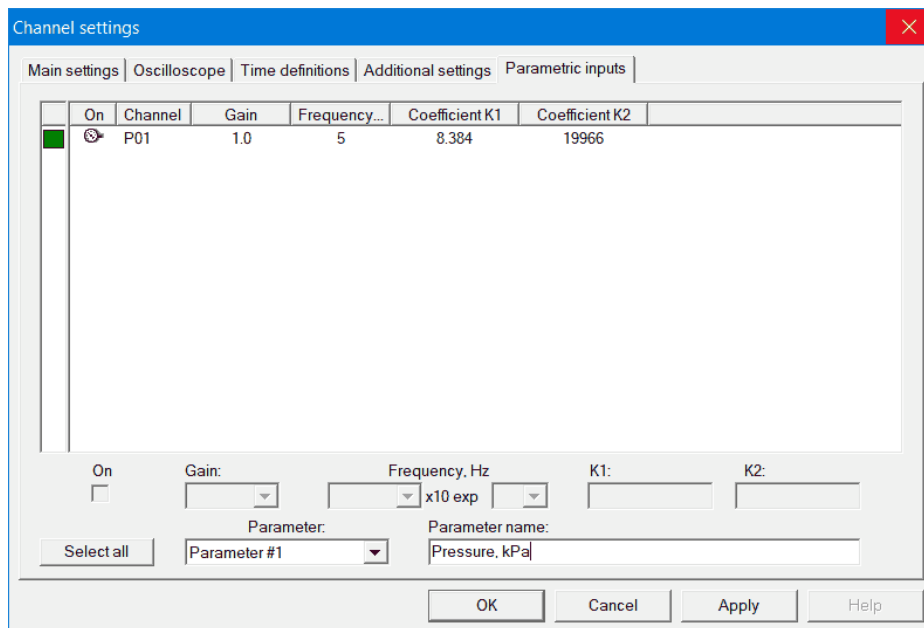 Channel settings
Main settings Oscilloscope Time definitions Additional settings Parametric inputs
On Channel Gain Frequency... Coefficient K1 Coefficient K2
P01 1.0 5 8.384 19966
On Gain: Frequency, Hz K1: K2:
x10 exp
Parameter: Parameter name:
Select all Parameter #1 Pressure, kPa
OK Cancel Apply Help